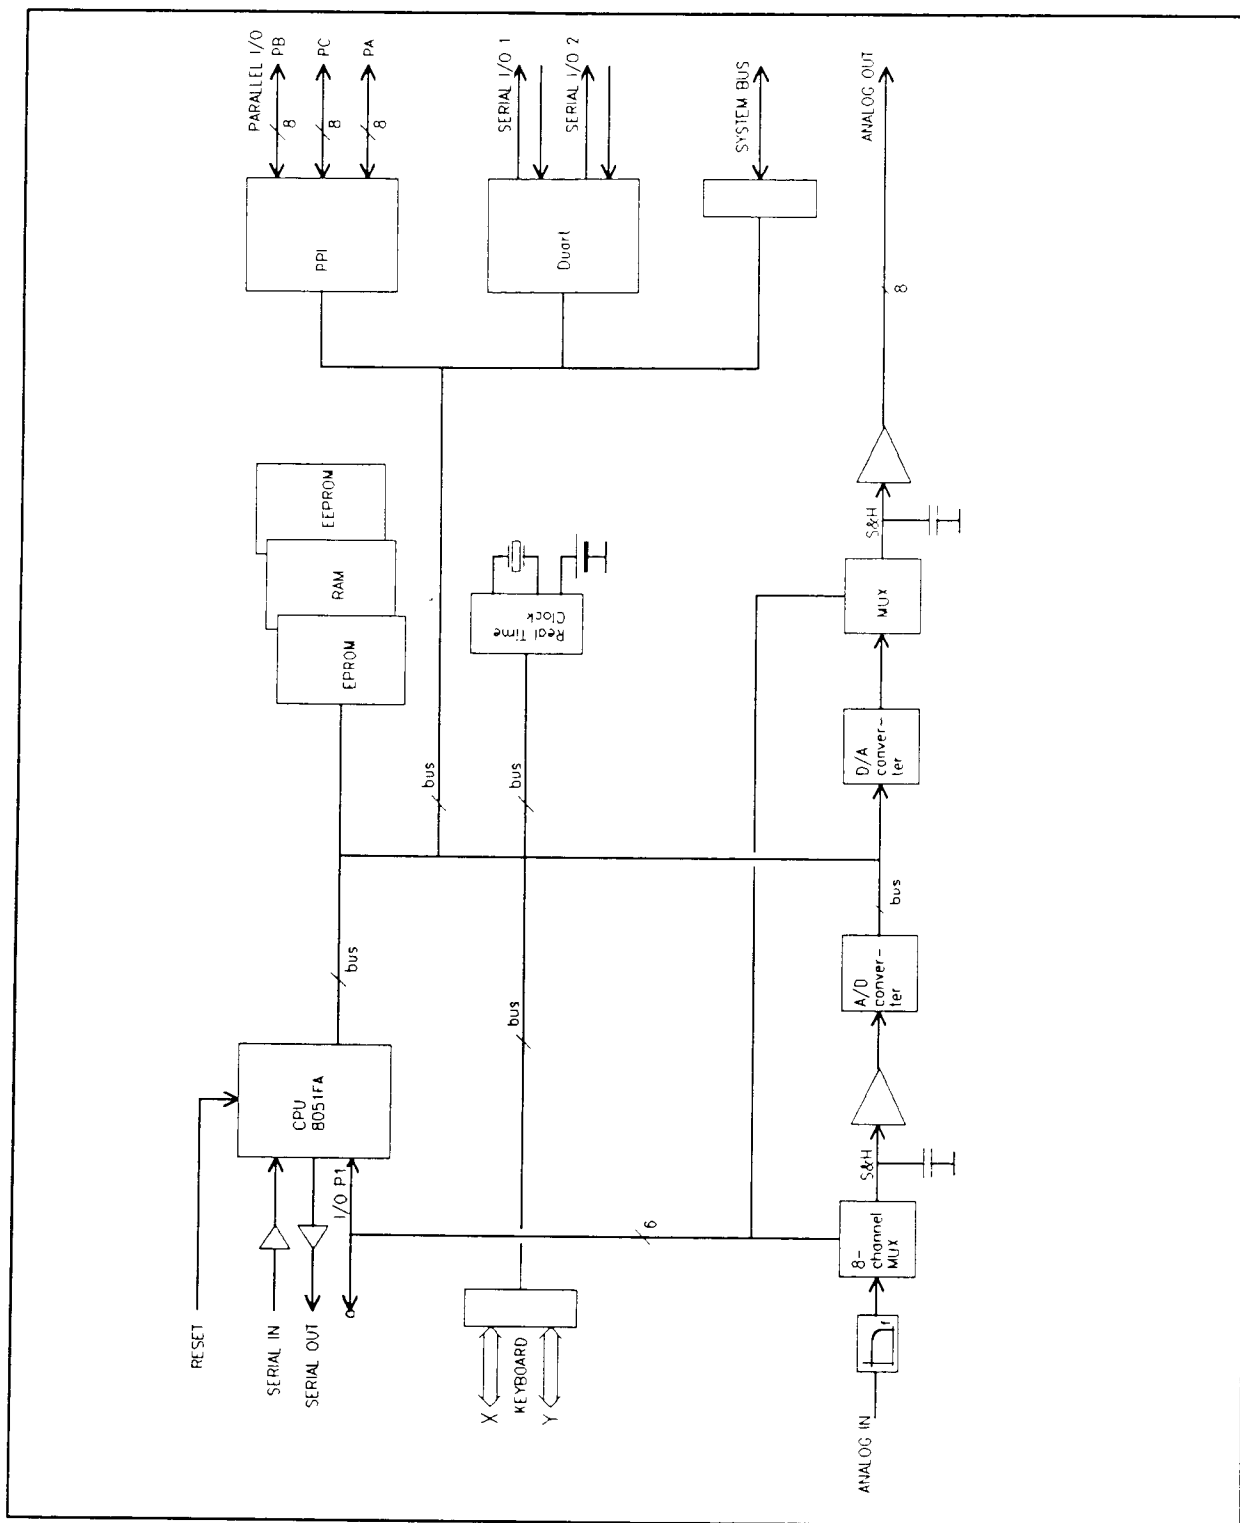 RESET
SERIAL IN
SERIAL OUT
I/O P1
CPU
8051FA
bus
EPROM
RAM
EEPROM
PARALLEL I/O
PB
PC
PA
8
8
8
PPI
SERIAL I/O 1
SERIAL I/O 2
Duart
SYSTEM BUS
bus
X
KEYBOARD
Y
bus
bus
Real Time
Clock
6
ANALOG IN
f
8-
channel
MUX
S&H
A/D
conver-
ter
bus
D/A
conver-
ter
MUX
S&H
8
ANALOG OUT